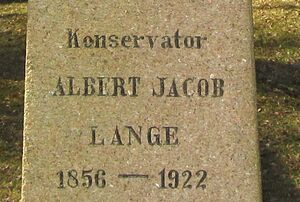 Konservator
ALBERT JACOB
LANGE
1856 — 1922